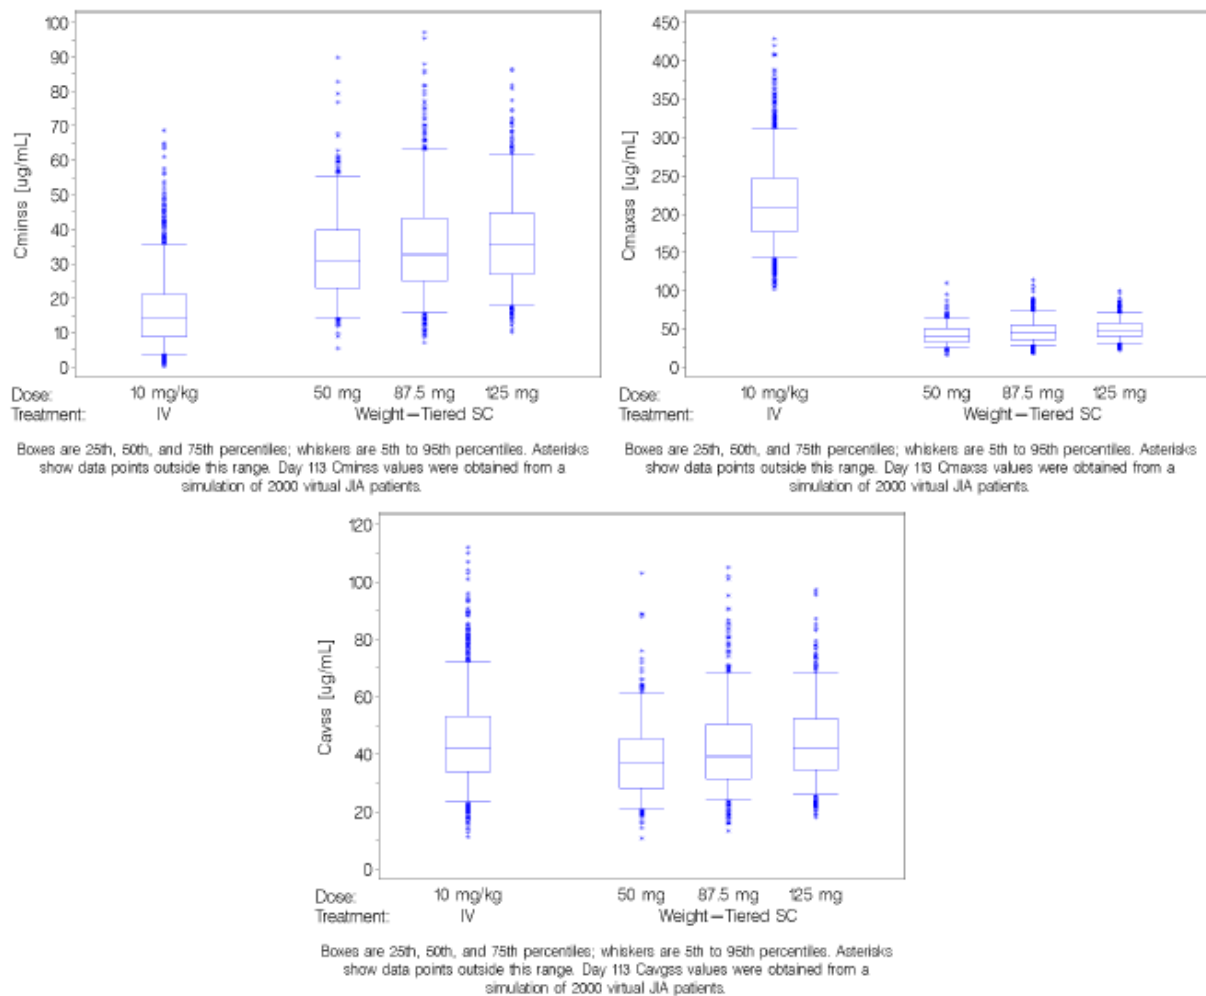 100
90
80
70
60
50
40
30
20
10
0
Cminss [ug/mL]
Dose: 10 mg/kg 50 mg 87.5 mg 125 mg
Treatment: IV Weight-Tiered SC
Boxes are 25th, 50th, and 75th percentiles; whiskers are 5th to 95th percentiles. Asterisks
show data points outside this range. Day 113 Cminss values were obtained from a
simulation of 2000 virtual JIA patients.
450
400
350
300
250
200
150
100
50
0
Cmaxss [ug/mL]
Dose: 10 mg/kg 50 mg 87.5 mg 125 mg
Treatment: IV Weight-Tiered SC
Boxes are 25th, 50th, and 75th percentiles; whiskers are 5th to 95th percentiles. Asterisks
show data points outside this range. Day 113 Cmaxss values were obtained from a
simulation of 2000 virtual JIA patients.
120
100
80
60
40
20
0
Cavss [ug/mL]
Dose: 10 mg/kg 50 mg 87.5 mg 125 mg
Treatment: IV Weight-Tiered SC
Boxes are 25th, 50th, and 75th percentiles; whiskers are 5th to 95th percentiles. Asterisks
show data points outside this range. Day 113 Cavgss values were obtained from a
simulation of 2000 virtual JIA patients.